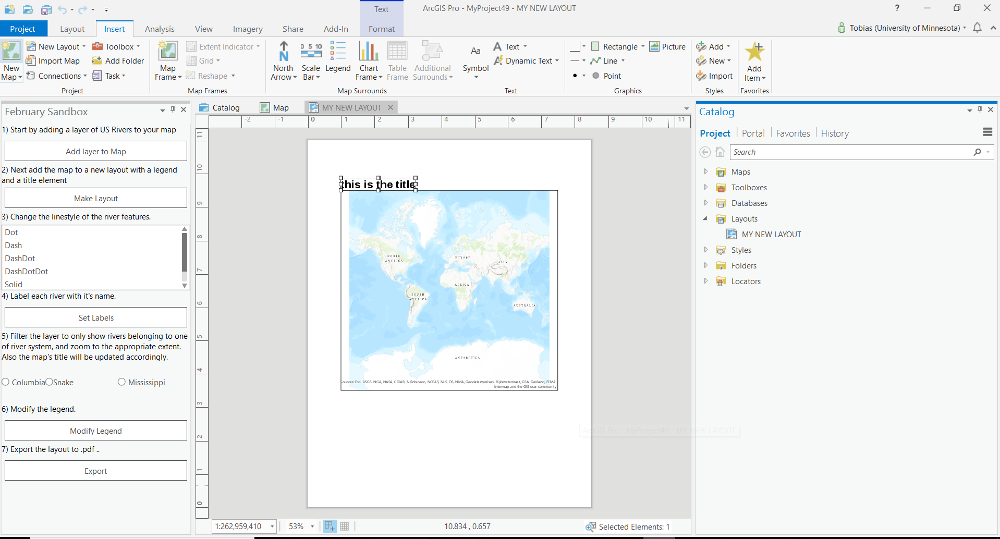 Text
ArcGIS Pro - MyProject49 - MY NEW LAYOUT
?
Project
Layout
Insert
Analysis
View
Imagery
Share
Add-In
Format
Tobias (University of Minnesota)
New Map
New Layout
Import Map
Connections
Toolbox
Add Folder
Task
Project
Map Frame
Extent Indicator
Grid
Reshape
Map Frames
North Arrow
0 5 10
Scale Bar
Legend
Chart Frame
Table Frame
Additional Surrounds
Map Surrounds
Aa
Symbol
A Text
Dynamic Text
Text
Rectangle
Picture
Line
Point
Graphics
Add
New
Import
Styles
Add Item
Favorites
February Sandbox
1) Start by adding a layer of US Rivers to your map
Add layer to Map
2) Next add the map to a new layout with a legend
and a title element
Make Layout
3) Change the linestyle of the river features.
Dot
Dash
DashDot
DashDotDot
Solid
4) Label each river with it's name.
Set Labels
5) Filter the layer to only show rivers belonging to one
of river system, and zoom to the appropriate extent.
Also the map's title will be updated accordingly.
Columbia Snake Mississippi
6) Modify the legend.
Modify Legend
7) Export the layout to .pdf ..
Export
Catalog
Map
MY NEW LAYOUT
-2 -1 0 1 2 3 4 5 6 7 8 9 10 11
11
10
9
8
7
6
5
4
3
2
1
0
this is the title
NORTH
AMERICA
EUROPE
ASIA
AFRICA
SOUTH
AMERICA
AUSTRALIA
ANTARCTICA
Sources: Esri, USGS, NGA, NASA, CGIAR, N Robinson, NCEAS, NLS, OS, NMA, Geodatastyrelsen, Rijkswaterstaat, GSA, Geoland, FEMA,
Intermap and the GIS user community
ArcGIS Pro - MyProject49 - MY NEW LAYOUT
1:262,959,410
53%
10.834 , 0.657
Selected Elements: 1
Catalog
Project
Portal
Favorites
History
Search
Maps
Toolboxes
Databases
Layouts
MY NEW LAYOUT
Styles
Folders
Locators